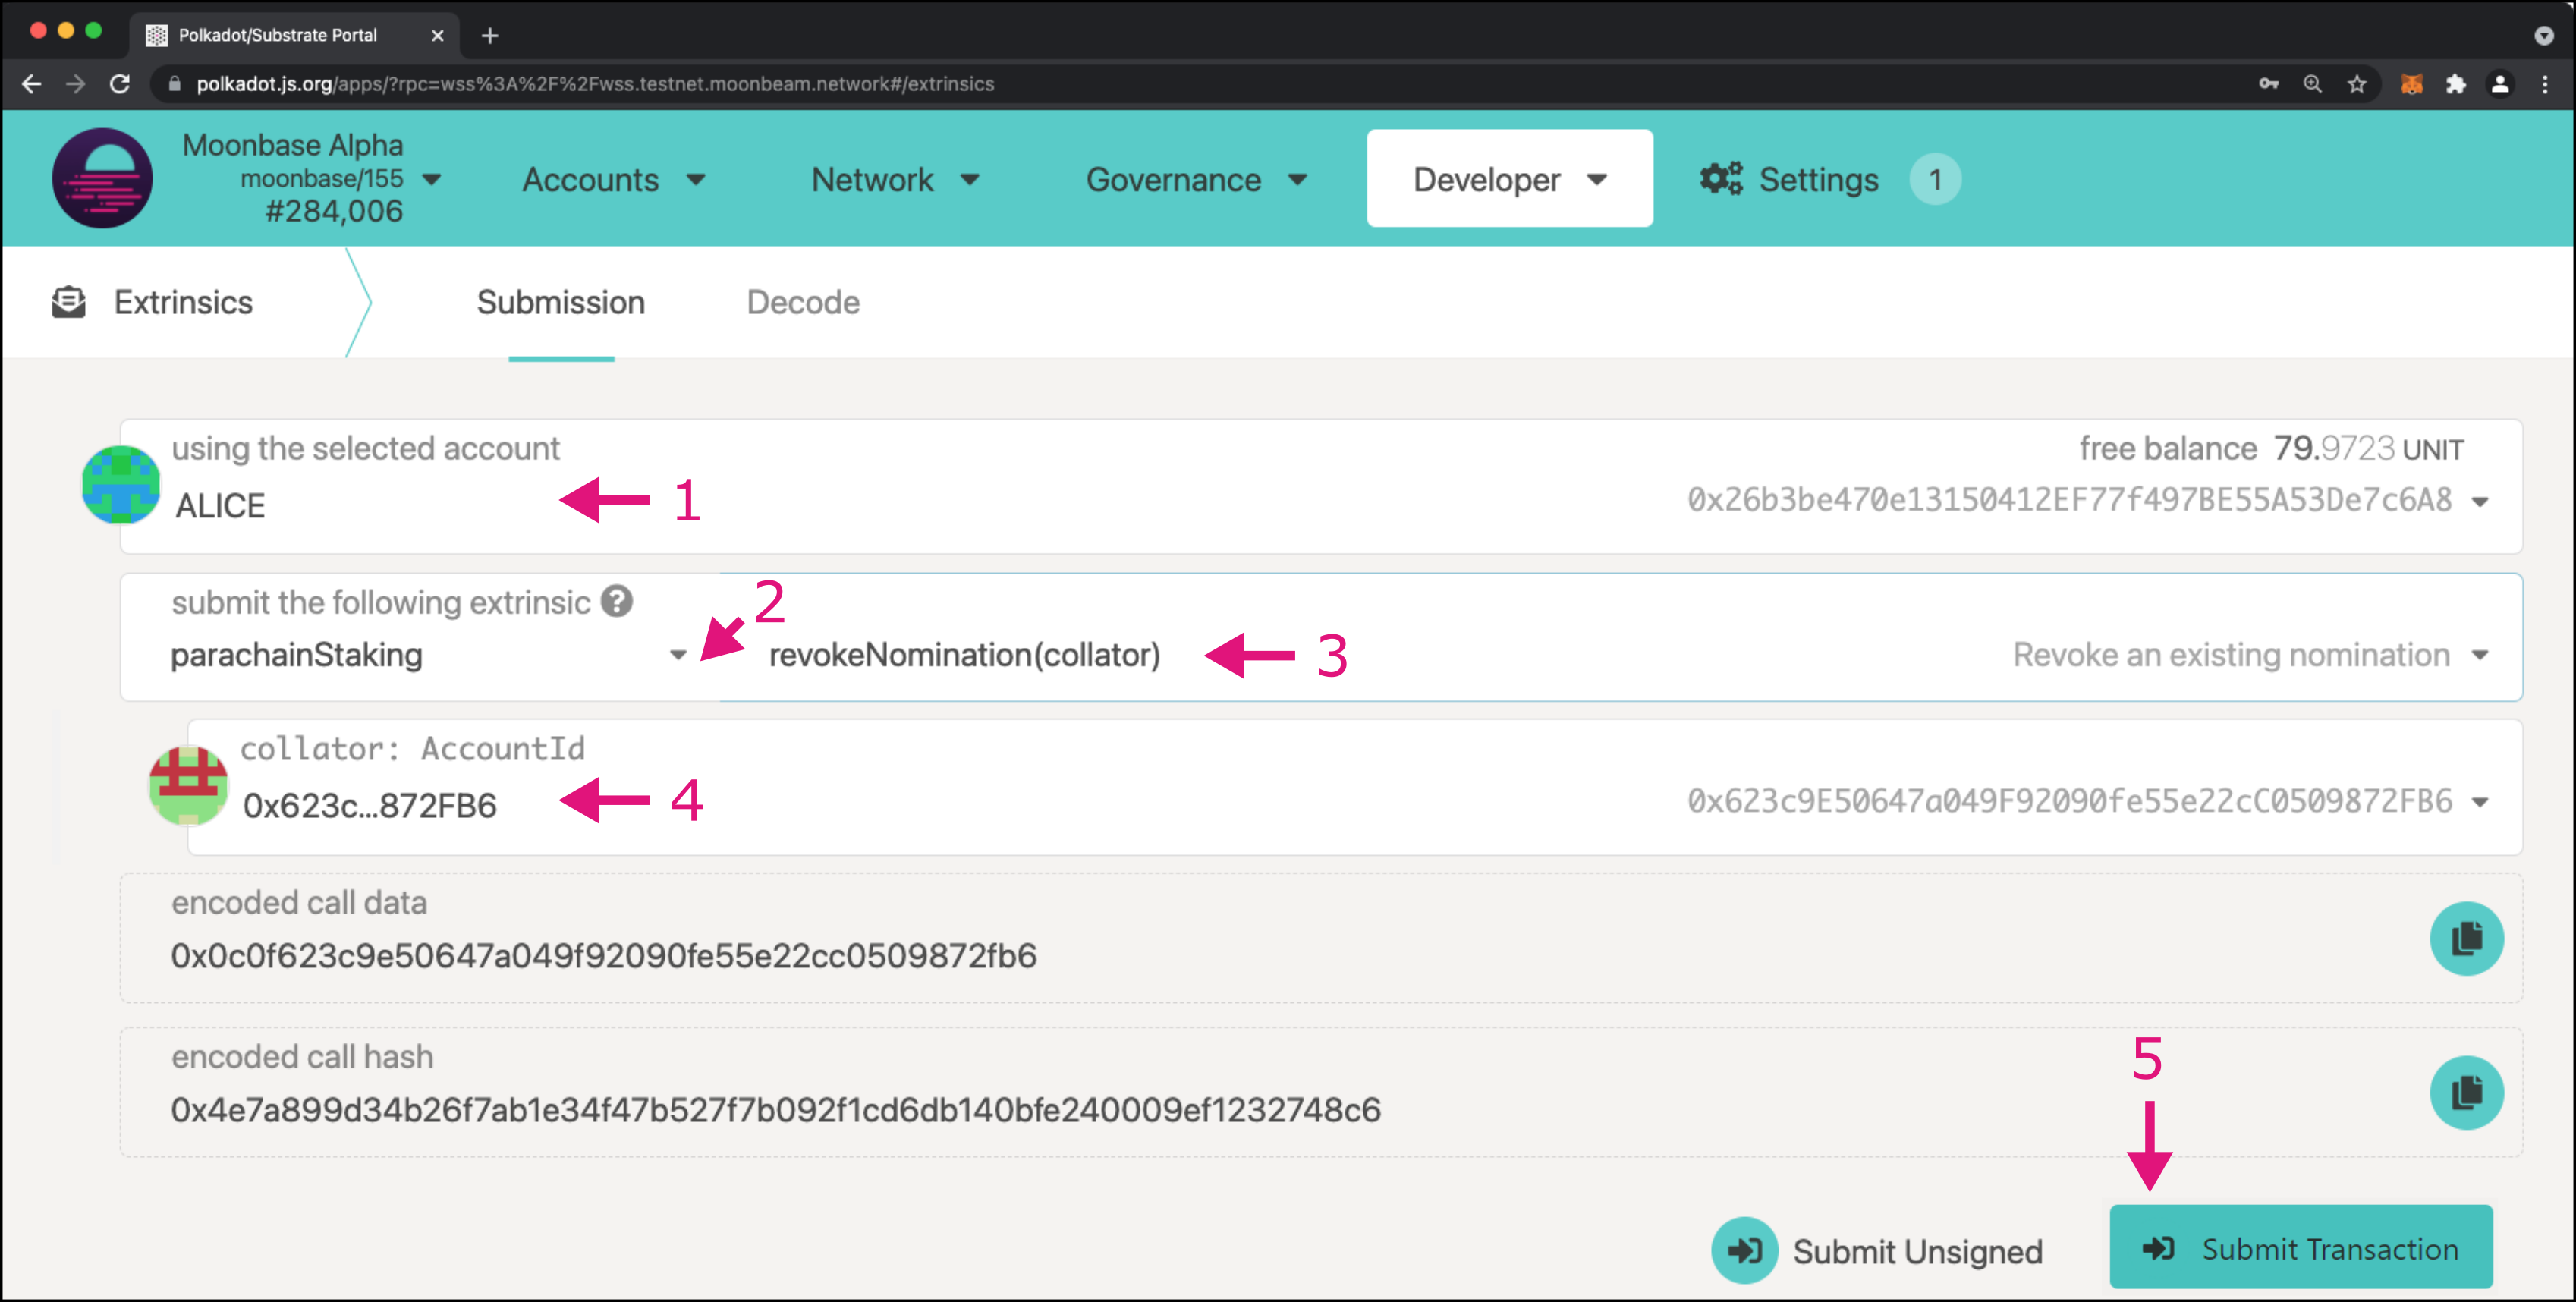 Polkadot/Substrate Portal
polkadot.js.org/apps/?rpc=wss%3A%2F%2Fwss.testnet.moonbeam.network#/extrinsics
Moonbase Alpha
moonbase/155
#284,006
Accounts
Network
Governance
Developer
Settings
1
Extrinsics
Submission
Decode
using the selected account
free balance 79.9723 UNIT
ALICE
1
0x26b3be470e13150412EF77f497BE55A53De7c6A8
submit the following extrinsic ?
2
parachainStaking
revokeNomination(collator)
3
Revoke an existing nomination
collator: AccountId
0x623c...872FB6
4
0x623c9E50647a049F92090fe55e22cC0509872FB6
encoded call data
0x0c0f623c9e50647a049f92090fe55e22cc0509872fb6
encoded call hash
0x4e7a899d34b26f7ab1e34f47b527f7b092f1cd6db140bfe240009ef1232748c6
5
Submit Unsigned
Submit Transaction